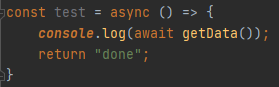 const test = async () => {
    console.log(await getData());
    return "done";
}